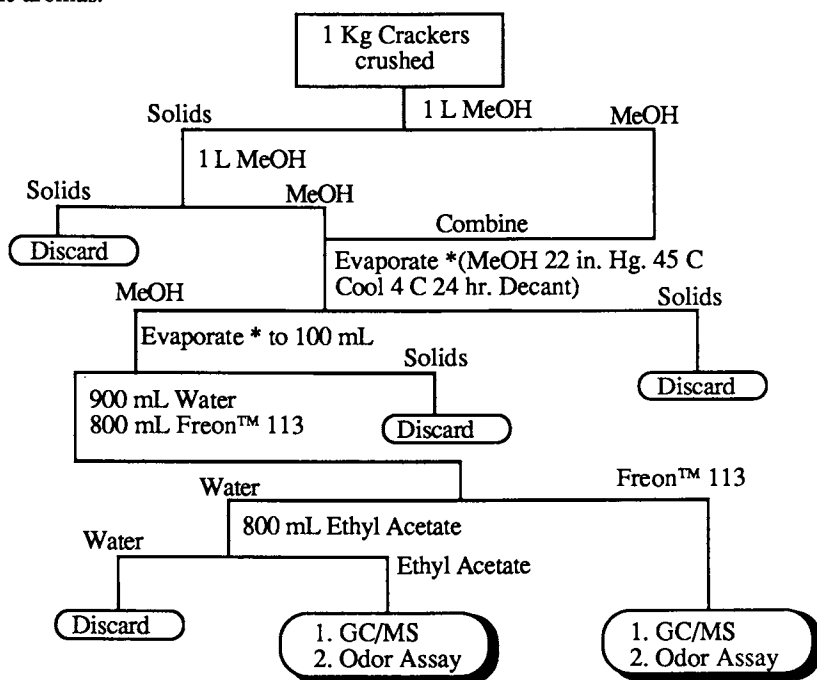 1 Kg Crackers
crushed
1 L MeOH
Solids
MeOH
1 L MeOH
Solids
MeOH
Discard
Combine
Evaporate *(MeOH 22 in. Hg. 45 C
Cool 4 C 24 hr. Decant)
MeOH
Solids
Evaporate * to 100 mL
Solids
Discard
900 mL Water
800 mL Freon™ 113
Discard
Water
Freon™ 113
800 mL Ethyl Acetate
Water
Ethyl Acetate
Discard
1. GC/MS
2. Odor Assay
1. GC/MS
2. Odor Assay